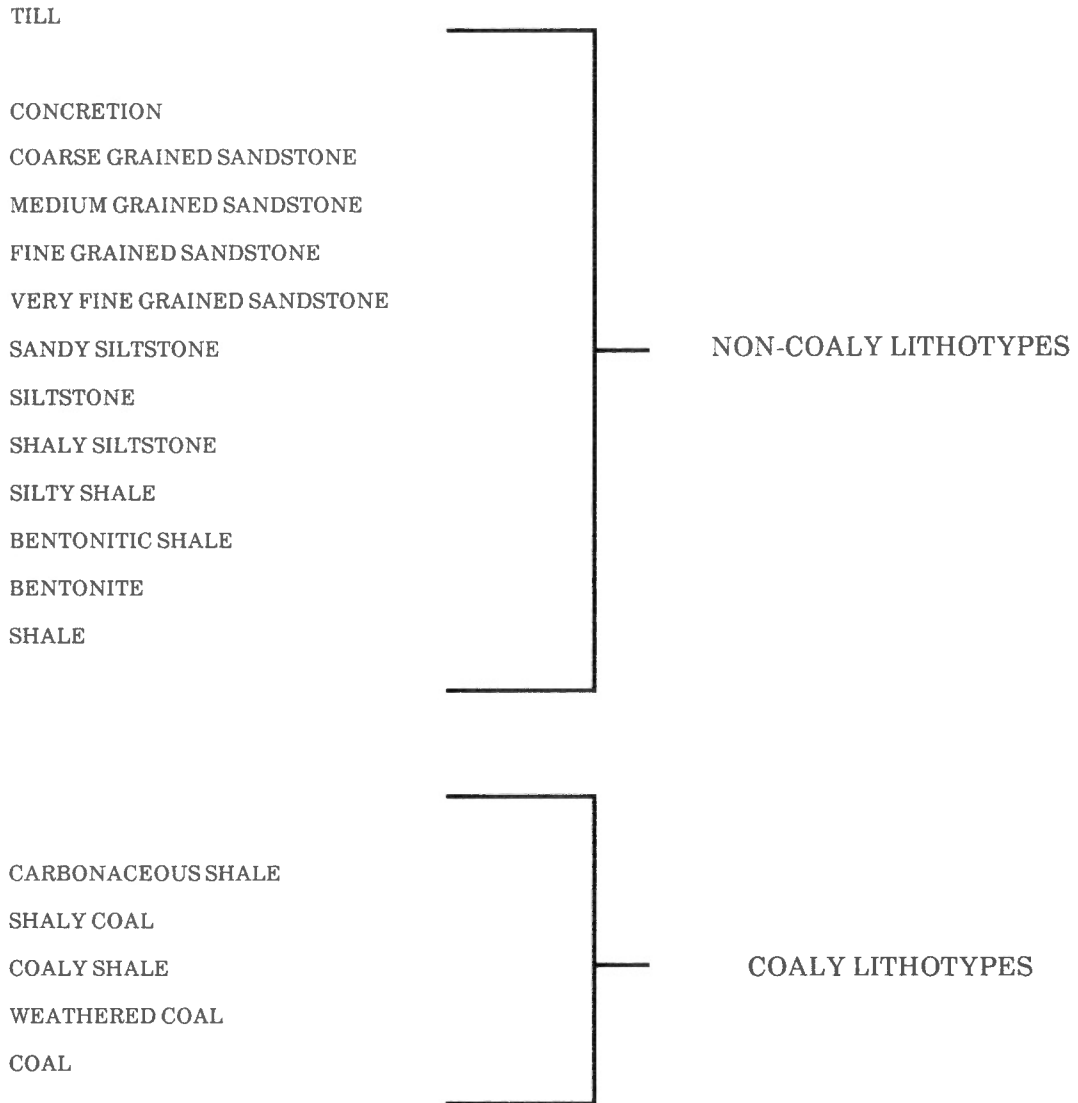 TILL
CONCRETION
COARSE GRAINED SANDSTONE
MEDIUM GRAINED SANDSTONE
FINE GRAINED SANDSTONE
VERY FINE GRAINED SANDSTONE
SANDY SILTSTONE
NON-COALY LITHOTYPES
SILTSTONE
SHALY SILTSTONE
SILTY SHALE
BENTONITIC SHALE
BENTONITE
SHALE
CARBONACEOUS SHALE
SHALY COAL
COALY SHALE
COALY LITHOTYPES
WEATHERED COAL
COAL